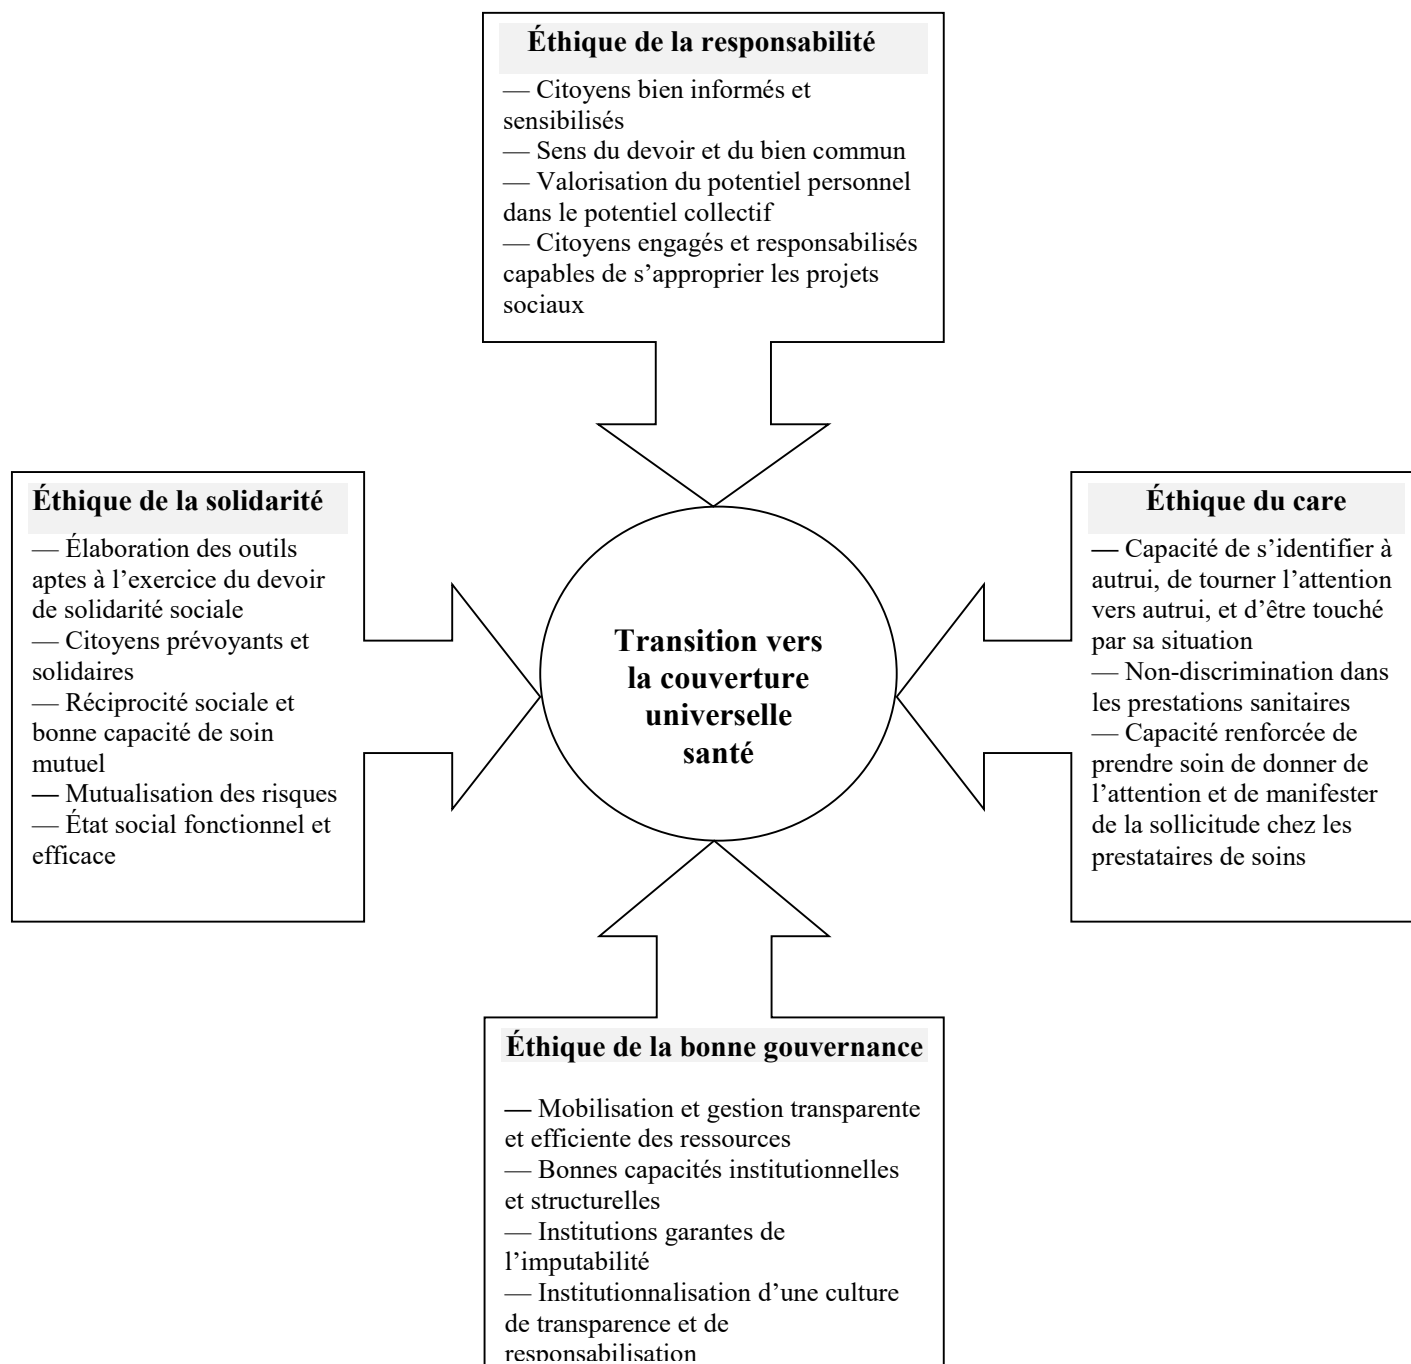 Éthique de la responsabilité
— Citoyens bien informés et
sensibilisés
— Sens du devoir et du bien commun
— Valorisation du potentiel personnel
dans le potentiel collectif
— Citoyens engagés et responsabilisés
capables de s’approprier les projets
sociaux
Éthique de la solidarité
— Élaboration des outils
aptes à l’exercice du devoir
de solidarité sociale
— Citoyens prévoyants et
solidaires
— Réciprocité sociale et
bonne capacité de soin
mutuel
— Mutualisation des risques
— État social fonctionnel et
efficace
Transition vers
la couverture
universelle
santé
Éthique du care
— Capacité de s’identifier à
autrui, de tourner l’attention
vers autrui, et d’être touché
par sa situation
— Non-discrimination dans
les prestations sanitaires
— Capacité renforcée de
prendre soin de donner de
l’attention et de manifester
de la sollicitude chez les
prestataires de soins
Éthique de la bonne gouvernance
— Mobilisation et gestion transparente
et efficiente des ressources
— Bonnes capacités institutionnelles
et structurelles
— Institutions garantes de
l’imputabilité
— Institutionnalisation d’une culture
de transparence et de
responsabilisation